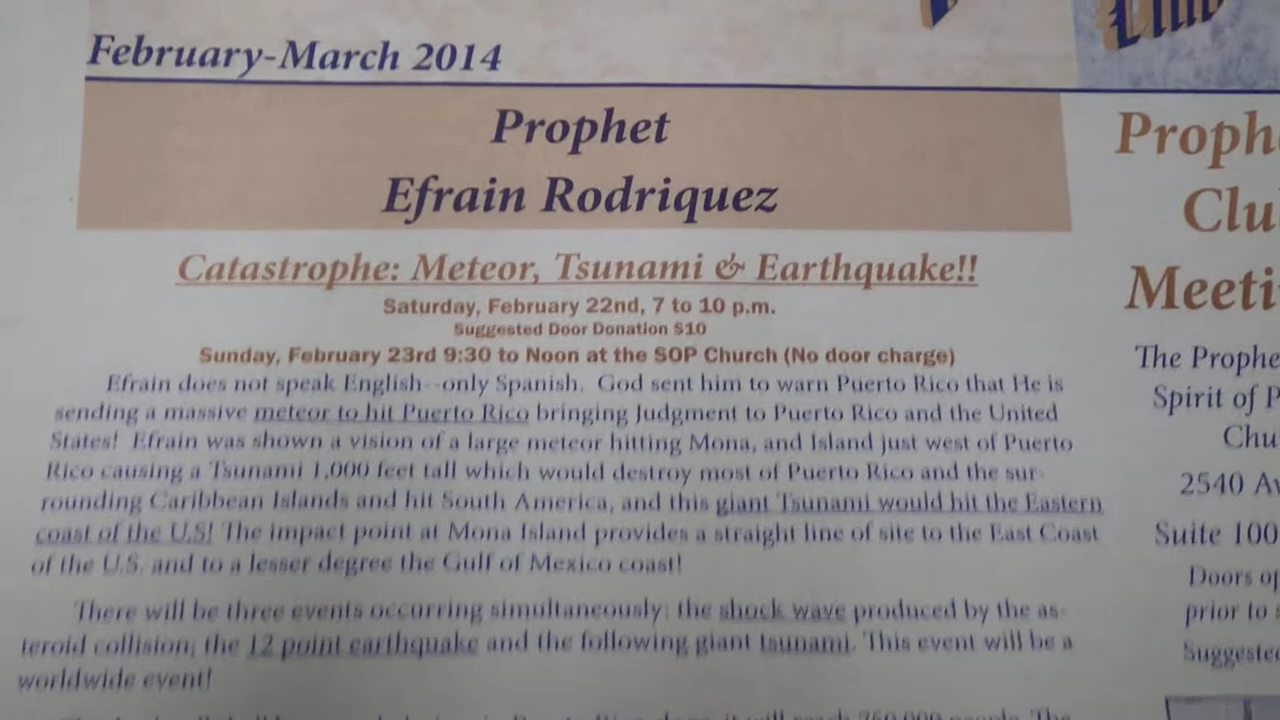 February-March 2014
Prophet
Efrain Rodriquez
Catastrophe: Meteor, Tsunami & Earthquake!!
Saturday, February 22nd, 7 to 10 p.m.
Suggested Door Donation $10
Sunday, February 23rd 9:30 to Noon at the SOP Church (No door charge)
Efrain does not speak English--only Spanish. God sent him to warn Puerto Rico that He is
sending a massive meteor to hit Puerto Rico bringing Judgment to Puerto Rico and the United
States! Efrain was shown a vision of a large meteor hitting Mona, and Island just west of Puerto
Rico causing a Tsunami 1,000 feet tall which would destroy most of Puerto Rico and the sur-
rounding Caribbean Islands and hit South America, and this giant Tsunami would hit the Eastern
coast of the U.S! The impact point at Mona Island provides a straight line of site to the East Coast
of the U.S. and to a lesser degree the Gulf of Mexico coast!
There will be three events occurring simultaneously: the shock wave produced by the as-
teroid collision; the 12 point earthquake and the following giant tsunami. This event will be a
worldwide event!
Proph
Clu
Meeti
The Prophe
Spirit of P
Chu
2540 Av
Suite 100
Doors op
prior to
Suggeste